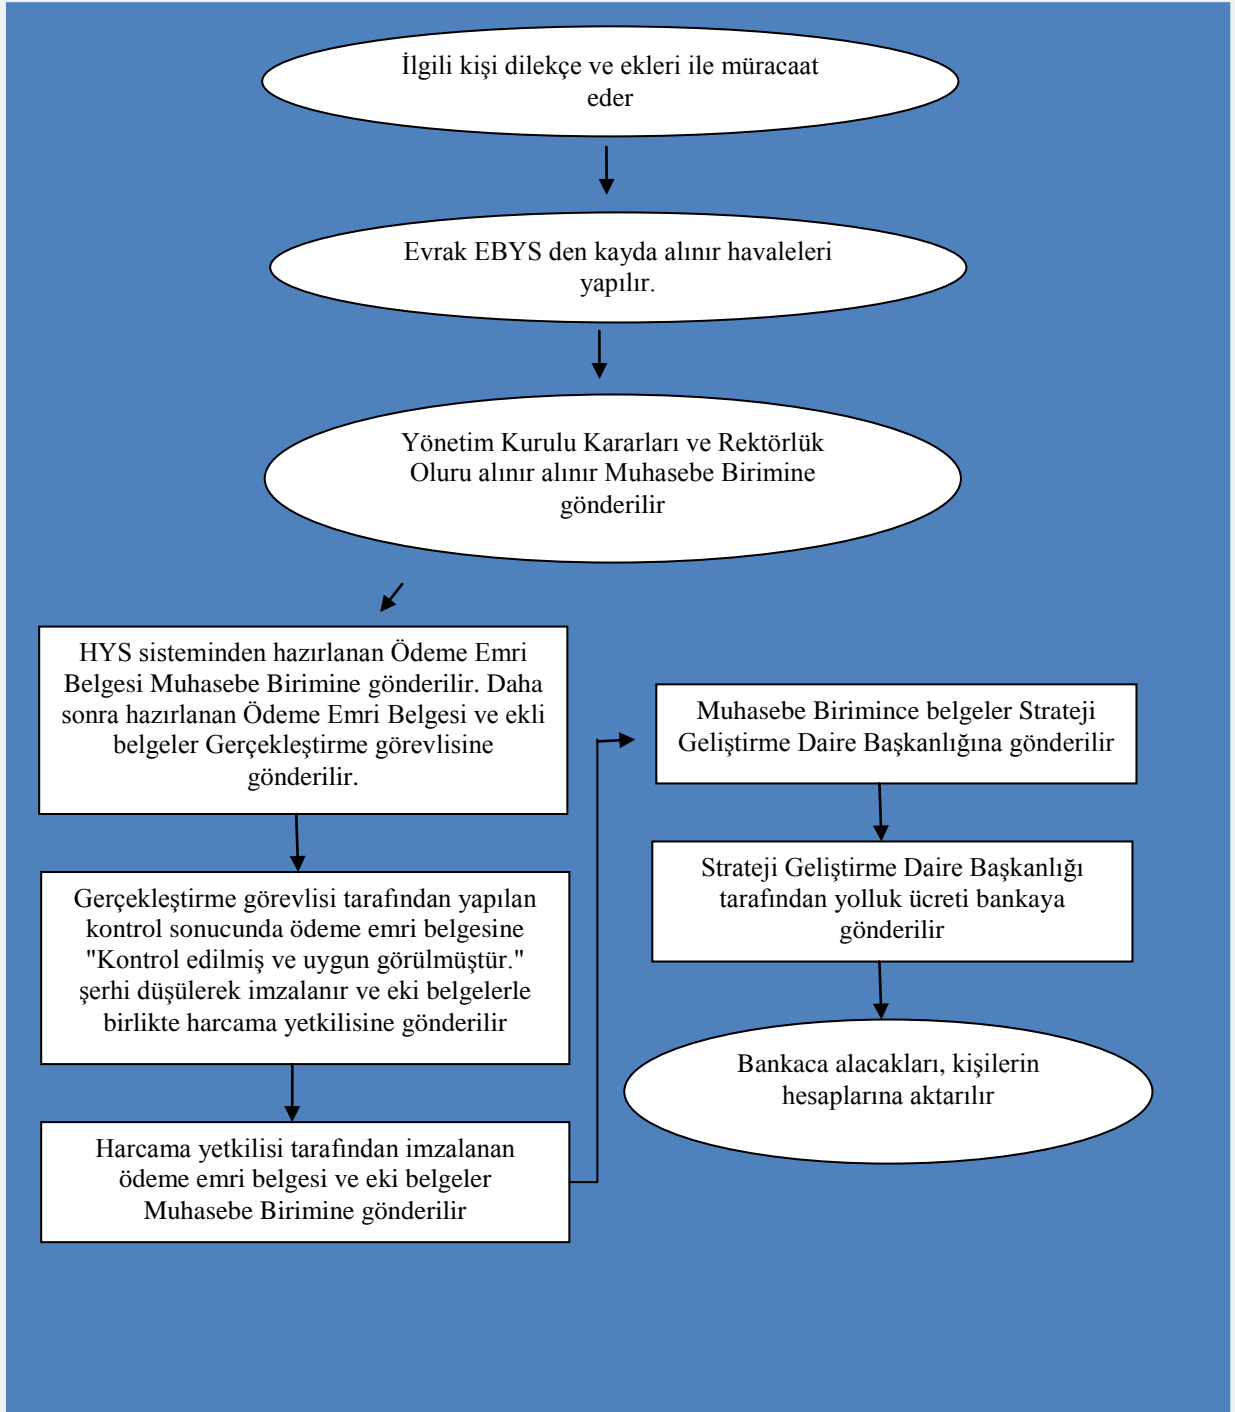 İlgili kişi dilekçe ve ekleri ile müracaat
eder
Evrak EBYS den kayda alınır havaleleri
yapılır.
Yönetim Kurulu Kararları ve Rektörlük
Oluru alınır alınır Muhasebe Birimine
gönderilir
HYS sisteminden hazırlanan Ödeme Emri
Belgesi Muhasebe Birimine gönderilir. Daha
sonra hazırlanan Ödeme Emri Belgesi ve ekli
belgeler Gerçekleştirme görevlisine
gönderilir.
Gerçekleştirme görevlisi tarafından yapılan
kontrol sonucunda ödeme emri belgesine
"Kontrol edilmiş ve uygun görülmüştür."
şerhi düşülerek imzalanır ve eki belgelerle
birlikte harcama yetkilisine gönderilir
Harcama yetkilisi tarafından imzalanan
ödeme emri belgesi ve eki belgeler
Muhasebe Birimine gönderilir
Muhasebe Birimince belgeler Strateji
Geliştirme Daire Başkanlığına gönderilir
Strateji Geliştirme Daire Başkanlığı
tarafından yolluk ücreti bankaya
gönderilir
Bankaca alacakları, kişilerin
hesaplarına aktarılır